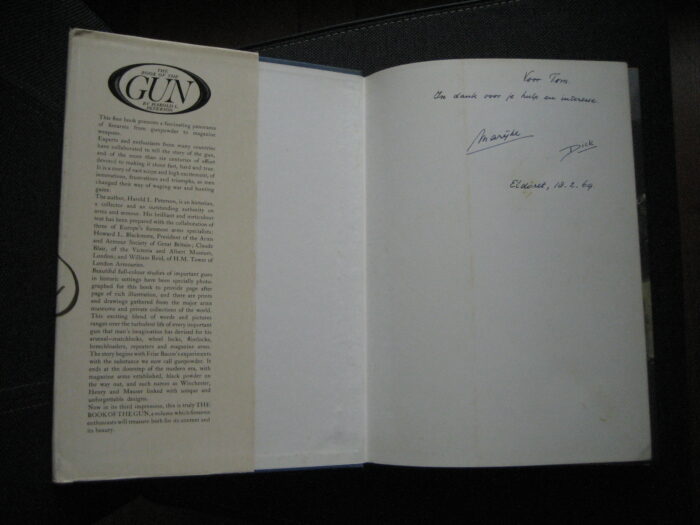 THE
BOOK OF THE
GUN
BY HAROLD L.
PETERSON
This fine book presents a fascinating panorama
of firearms from gunpowder to magazine
weapons.
Experts and enthusiasts from many countries
have collaborated to tell the story of the gun,
and of the more than six centuries of effort
devoted to making it shoot fast, hard and true.
It is a story of vast scope and high excitement, of
innovations, frustrations and triumphs, as men
changed their way of waging war and hunting
game.
The author, Harold L. Peterson, is an historian,
a collector and an outstanding authority on
arms and armour. His brilliant and meticulous
text has been prepared with the collaboration of
three of Europe's foremost arms specialists;
Howard L. Blackmore, President of the Arms
and Armour Society of Great Britain; Claude
Blair, of the Victoria and Albert Museum,
London; and William Reid, of H.M. Tower of
London Armouries.
Beautiful full-colour studies of important guns
in historic settings have been specially photo-
graphed for this book to provide page after
page of rich illustration, and there are prints
and drawings gathered from the major arms
museums and private collections of the world.
This exciting blend of words and pictures
ranges over the turbulent life of every important
gun that man's imagination has devised for his
arsenal—matchlocks, wheel locks, flintlocks,
breechloaders, repeaters and magazine arms.
The story begins with Friar Bacon's experiments
with the substance we now call gunpowder. It
ends at the doorstep of the modern era, with
magazine arms established, black powder on
the way out, and such names as Winchester,
Henry and Mauser linked with unique and
unforgettable designs.
Now in its third impression, this is truly THE
BOOK OF THE GUN, a volume which firearms
enthusiasts will treasure both for its content and
its beauty.
Voor Tom.
In dank voor je hulp en interesse
Marijke
Dick
Eldoret, 18.2.69